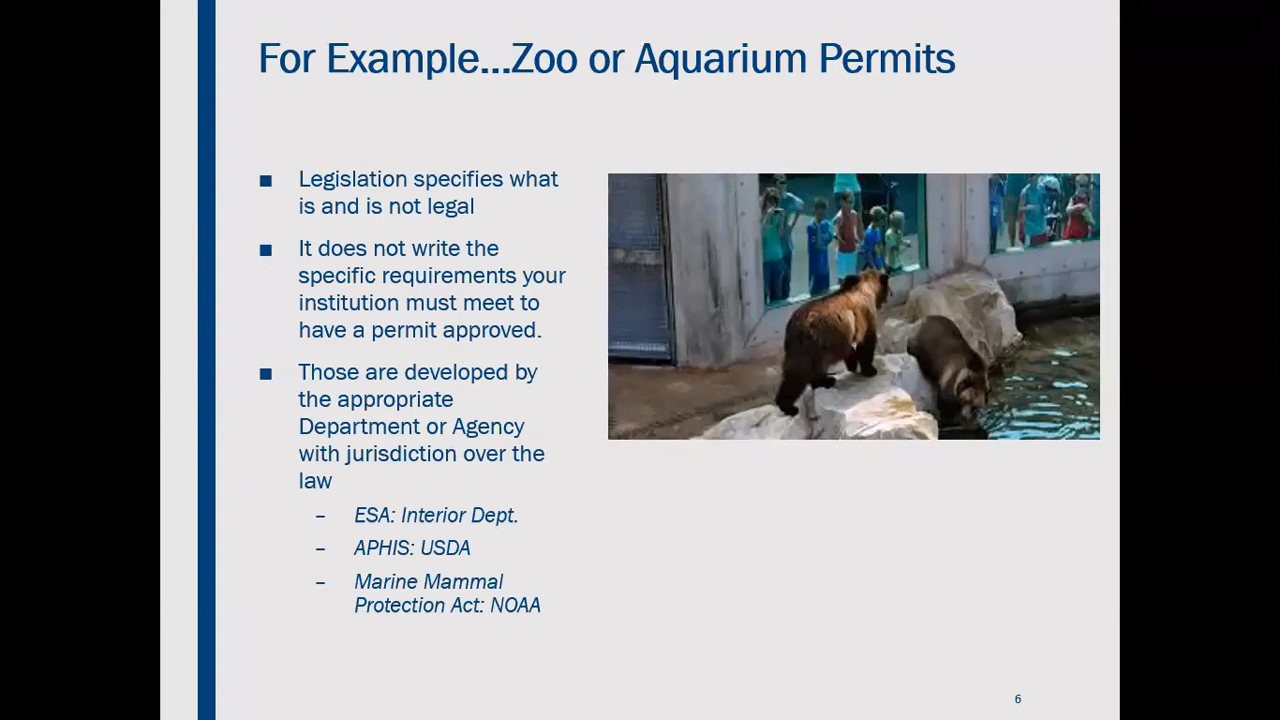 For Example...Zoo or Aquarium Permits
■ Legislation specifies what
is and is not legal
■ It does not write the
specific requirements your
institution must meet to
have a permit approved.
■ Those are developed by
the appropriate
Department or Agency
with jurisdiction over the
law
– ESA: Interior Dept.
– APHIS: USDA
– Marine Mammal
Protection Act: NOAA
6